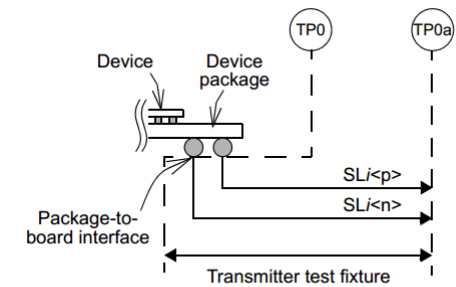 TP0
TP0a
Device
Device
package
SLi<p>
SLi<n>
Package-to-
board interface
Transmitter test fixture